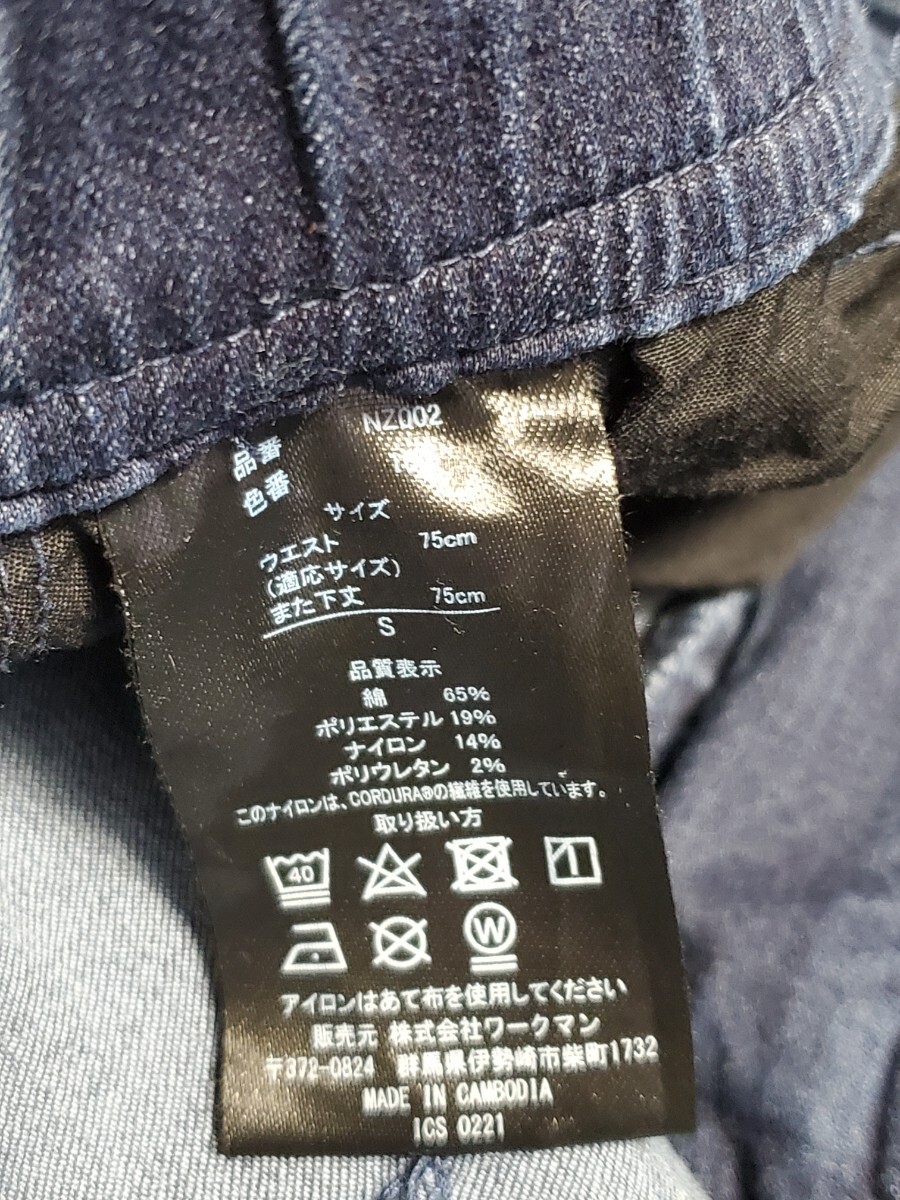 品番 NZ002
色番
サイズ
ウエスト 75cm
(適応サイズ)
また下丈 75cm
S
品質表示
綿 65%
ポリエステル 19%
ナイロン 14%
ポリウレタン 2%
このナイロンは、CORDURA®の繊維を使用しています。
取り扱い方
40
W
アイロンはあて布を使用してください
販売元 株式会社ワークマン
〒372-0824 群馬県伊勢崎市柴町1732
MADE IN CAMBODIA
ICS 0221